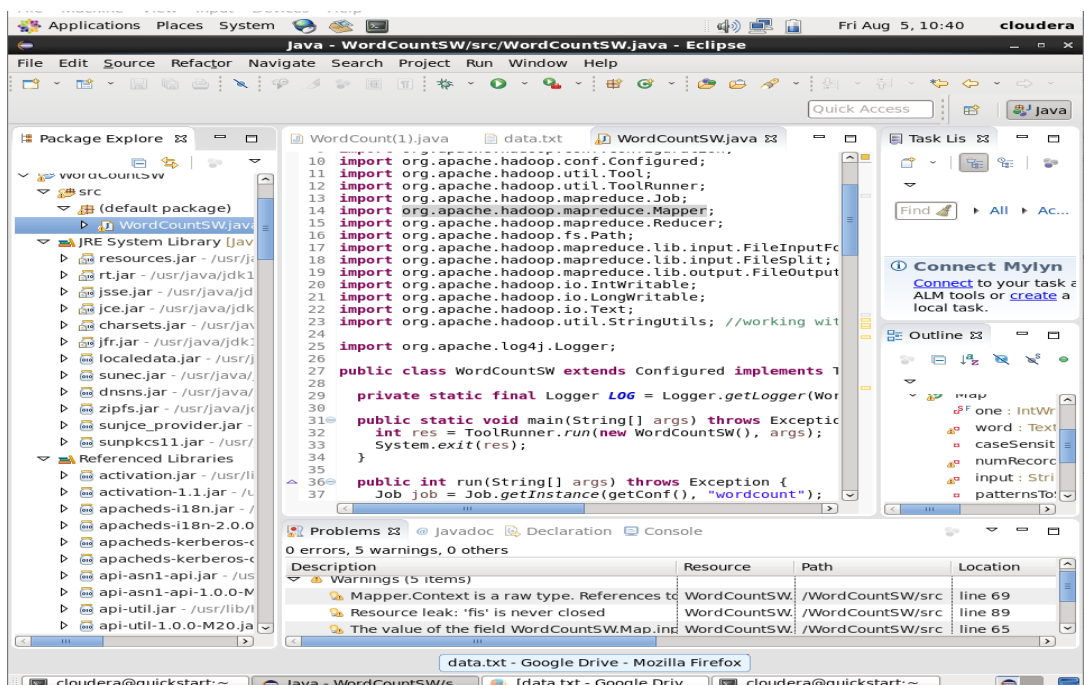 Applications Places System
Fri Aug 5, 10:40 cloudera
Java - WordCountSW/src/WordCountSW.java - Eclipse
File Edit Source Refactor Navigate Search Project Run Window Help
Quick Access
Java
Package Explore
WordCountSW
src
(default package)
WordCountSW.java
JRE System Library [Jav
resources.jar - /usr/ja
rt.jar - /usr/java/jdk1
jsse.jar - /usr/java/jd
jce.jar - /usr/java/jdk
charsets.jar - /usr/jav
jfr.jar - /usr/java/jdk1
localedata.jar - /usr/j
sunec.jar - /usr/java/
dnsns.jar - /usr/java/
zipfs.jar - /usr/java/jd
sunjce_provider.jar -
sunpkcs11.jar - /usr/
Referenced Libraries
activation.jar - /usr/li
activation-1.1.jar - /u
apacheds-i18n.jar - /
apacheds-i18n-2.0.0
apacheds-kerberos-c
apacheds-kerberos-c
api-asn1-api.jar - /us
api-asn1-api-1.0.0-M
api-util.jar - /usr/lib/
api-util-1.0.0-M20.ja
WordCount(1).java data.txt WordCountSW.java
10 import org.apache.hadoop.conf.Configured;
11 import org.apache.hadoop.util.Tool;
12 import org.apache.hadoop.util.ToolRunner;
13 import org.apache.hadoop.mapreduce.Job;
14 import org.apache.hadoop.mapreduce.Mapper;
15 import org.apache.hadoop.mapreduce.Reducer;
16 import org.apache.hadoop.fs.Path;
17 import org.apache.hadoop.mapreduce.lib.input.FileInputFo
18 import org.apache.hadoop.mapreduce.lib.input.FileSplit;
19 import org.apache.hadoop.mapreduce.lib.output.FileOutput
20 import org.apache.hadoop.io.IntWritable;
21 import org.apache.hadoop.io.LongWritable;
22 import org.apache.hadoop.io.Text;
23 import org.apache.hadoop.util.StringUtils; //working wit
24
25 import org.apache.log4j.Logger;
26
27 public class WordCountSW extends Configured implements T
28
29 private static final Logger LOG = Logger.getLogger(Wor
30
31 public static void main(String[] args) throws Exceptio
32 int res = ToolRunner.run(new WordCountSW(), args);
33 System.exit(res);
34 }
35
36 public int run(String[] args) throws Exception {
37 Job job = Job.getInstance(getConf(), "wordcount");
Task Lis
Find All Ac...
Connect Mylyn
Connect to your task a
ALM tools or create a
local task.
Outline
Map
one : IntWr
word : Text
caseSensit
numRecord
input : Stri
patternsTo
Problems Javadoc Declaration Console
0 errors, 5 warnings, 0 others
Description Resource Path Location
Warnings (5 items)
Mapper.Context is a raw type. References to WordCountSW. /WordCountSW/src line 69
Resource leak: 'fis' is never closed WordCountSW. /WordCountSW/src line 89
The value of the field WordCountSW.Map.inp WordCountSW. /WordCountSW/src line 65
data.txt - Google Drive - Mozilla Firefox
cloudera@quickstart:~ Java - WordCountSW/s [data.txt - Google Driv cloudera@quickstart:~